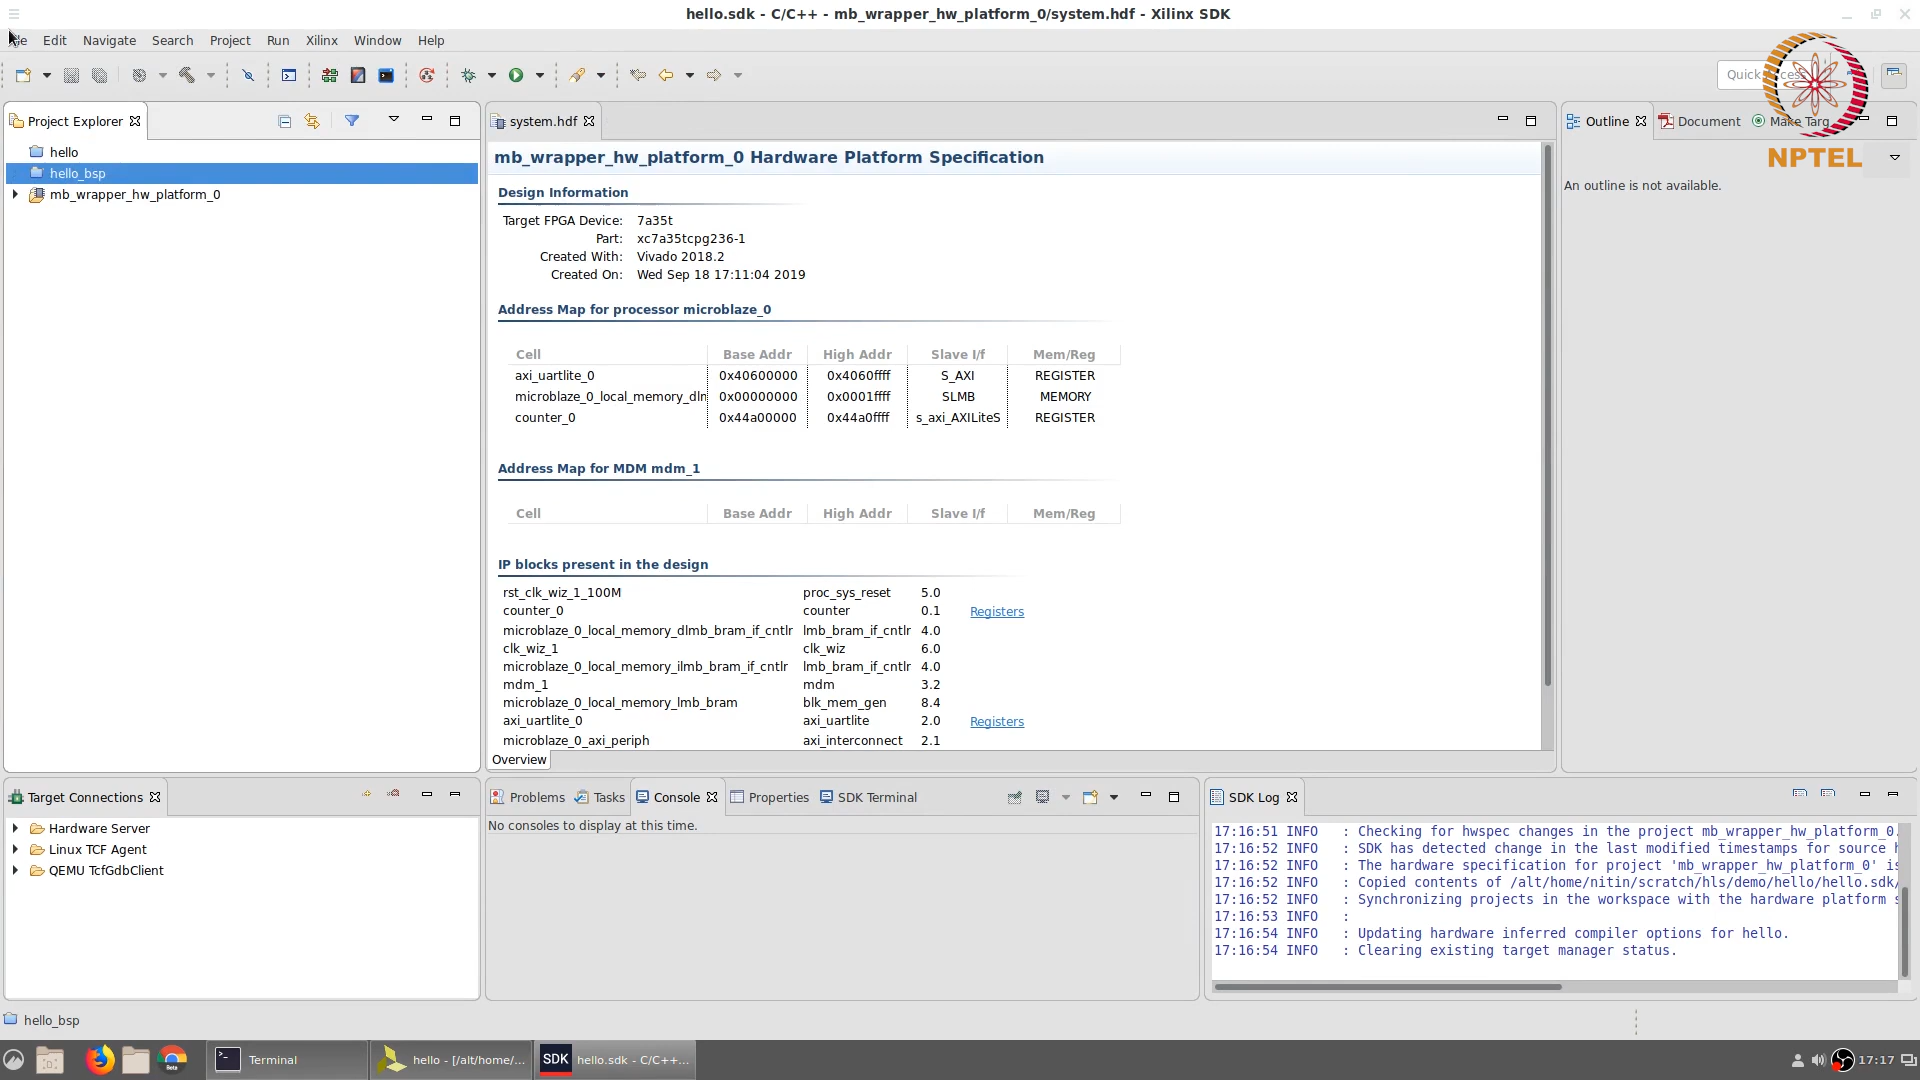 hello.sdk - C/C++ - mb_wrapper_hw_platform_0/system.hdf - Xilinx SDK
Edit Navigate Search Project Run Xilinx Window Help
Quick
Project Explorer
system.hdf
Outline Document Make Targ
NPTEL
hello
hello_bsp
mb_wrapper_hw_platform_0
An outline is not available.
mb_wrapper_hw_platform_0 Hardware Platform Specification
Design Information
Target FPGA Device: 7a35t
Part: xc7a35tcpg236-1
Created With: Vivado 2018.2
Created On: Wed Sep 18 17:11:04 2019
Address Map for processor microblaze_0
Cell Base Addr High Addr Slave I/f Mem/Reg
axi_uartlite_0 0x40600000 0x4060ffff S_AXI REGISTER
microblaze_0_local_memory_dlm 0x00000000 0x0001ffff SLMB MEMORY
counter_0 0x44a00000 0x44a0ffff s_axi_AXILiteS REGISTER
Address Map for MDM mdm_1
Cell Base Addr High Addr Slave I/f Mem/Reg
IP blocks present in the design
rst_clk_wiz_1_100M proc_sys_reset 5.0
counter_0 counter 0.1 Registers
microblaze_0_local_memory_dlmb_bram_if_cntlr lmb_bram_if_cntlr 4.0
clk_wiz_1 clk_wiz 6.0
microblaze_0_local_memory_ilmb_bram_if_cntlr lmb_bram_if_cntlr 4.0
mdm_1 mdm 3.2
microblaze_0_local_memory_lmb_bram blk_mem_gen 8.4
axi_uartlite_0 axi_uartlite 2.0 Registers
microblaze_0_axi_periph axi_interconnect 2.1
Overview
Target Connections
Hardware Server
Linux TCF Agent
QEMU TcfGdbClient
Problems Tasks Console Properties SDK Terminal
No consoles to display at this time.
SDK Log
17:16:51 INFO : Checking for hwspec changes in the project mb_wrapper_hw_platform_0.
17:16:52 INFO : SDK has detected change in the last modified timestamps for source h
17:16:52 INFO : The hardware specification for project 'mb_wrapper_hw_platform_0' is
17:16:52 INFO : Copied contents of /alt/home/nitin/scratch/hls/demo/hello/hello.sdk/
17:16:52 INFO : Synchronizing projects in the workspace with the hardware platform s
17:16:53 INFO :
17:16:54 INFO : Updating hardware inferred compiler options for hello.
17:16:54 INFO : Clearing existing target manager status.
hello_bsp
Terminal
hello - [/alt/home/...
SDK hello.sdk - C/C++...
17:17